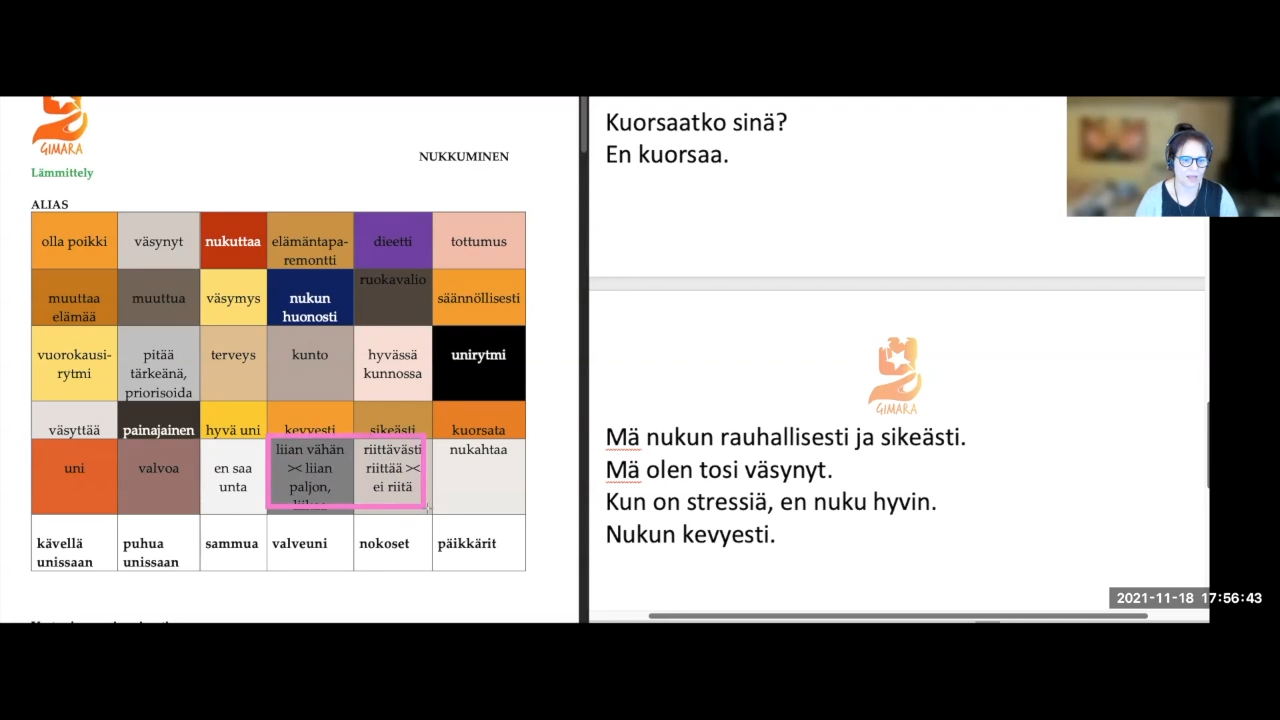 GIMARA
NUKKUMINEN
Lämmittely
ALIAS
olla poikki
väsynyt
nukuttaa
elämäntapa-
remontti
dieetti
tottumus
muuttaa
elämää
muuttua
väsymys
nukun
huonosti
ruokavalio
säännöllisesti
vuorokausi-
rytmi
pitää
tärkeänä,
priorisoida
terveys
kunto
hyvässä
kunnossa
unirytmi
väsyttää
painajainen
hyvä uni
kevyesti
sikeästi
kuorsata
uni
valvoa
en saa
unta
liian vähän
>< liian
paljon,
riittävästi
riittää ><
ei riitä
nukahtaa
kävellä
unissaan
puhua
unissaan
sammua
valveuni
nokoset
päikkärit
Kuorsaatko sinä?
En kuorsaa.
GIMARA
Mä nukun rauhallisesti ja sikeästi.
Mä olen tosi väsynyt.
Kun on stressiä, en nuku hyvin.
Nukun kevyesti.
2021-11-18 17:56:43